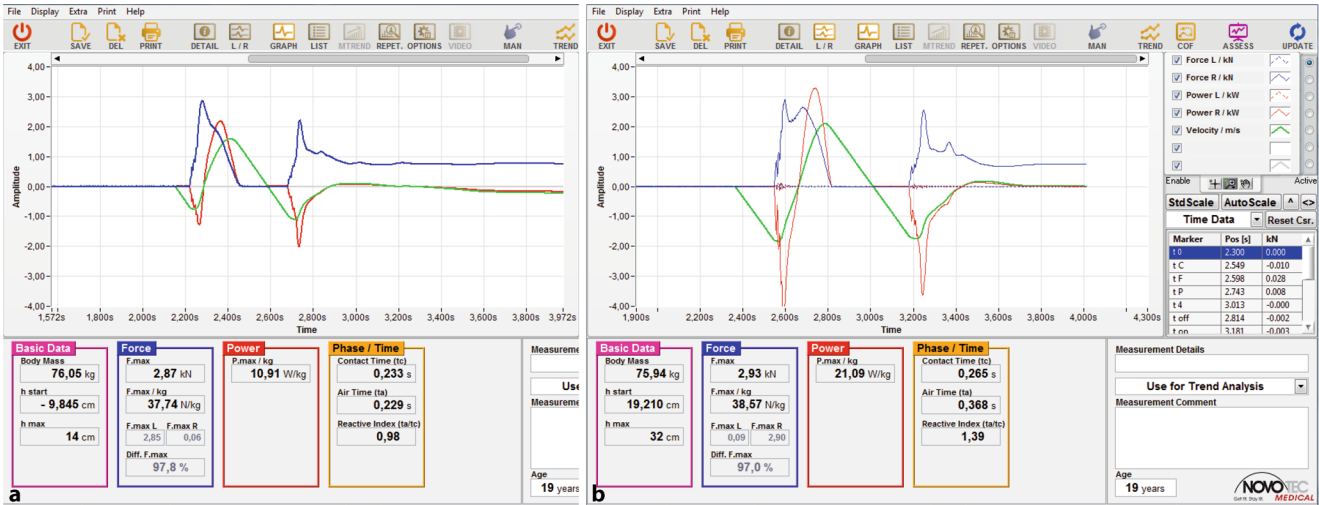 File Display Extra Print Help
EXIT SAVE DEL PRINT DETAIL L / R GRAPH LIST MTREND REPET. OPTIONS VIDEO MAN TREND
4,00
3,00
2,00
1,00
0,00
-1,00
-2,00
-3,00
-4,00
Amplitude
1,572s 1,800s 2,000s 2,200s 2,400s 2,600s 2,800s 3,000s 3,200s 3,400s 3,600s 3,972s
Time
Basic Data
Body Mass
76,05 kg
h start
- 9,845 cm
h max
14 cm
Force
F.max
2,87 kN
F.max / kg
37,74 N/kg
F.max L F.max R
2,85 0,06
Diff. F.max
97,8 %
Power
P.max / kg
10,91 W/kg
Phase / Time
Contact Time (tc)
0,233 s
Air Time (ta)
0,229 s
Reactive Index (ta/tc)
0,98
Measureme
Use
Measureme
Age
19 years
a
File Display Extra Print Help
EXIT SAVE DEL PRINT DETAIL L / R GRAPH LIST MTREND REPET. OPTIONS VIDEO MAN TREND COF ASSESS UPDATE
4,00
3,00
2,00
1,00
0,00
-1,00
-2,00
-3,00
-4,00
Amplitude
1,900s 2,200s 2,400s 2,600s 2,800s 3,000s 3,200s 3,400s 3,600s 3,800s 4,000s 4,300s
Time
Force L / kN
Force R / kN
Power L / kW
Power R / kW
Velocity / m/s
Enable Active
StdScale AutoScale ^ <>
Time Data Reset Csr.
Marker Pos [s] kN
t 0 2.300 0.000
t C 2.549 -0.010
t F 2.598 0.028
t P 2.743 0.008
t 4 3.013 -0.000
t off 2.814 -0.002
t on 3.181 -0.003
Basic Data
Body Mass
75,94 kg
h start
19,210 cm
h max
32 cm
Force
F.max
2,93 kN
F.max / kg
38,57 N/kg
F.max L F.max R
0,09 2,90
Diff. F.max
97,0 %
Power
P.max / kg
21,09 W/kg
Phase / Time
Contact Time (tc)
0,265 s
Air Time (ta)
0,368 s
Reactive Index (ta/tc)
1,39
Measurement Details
Use for Trend Analysis
Measurement Comment
Age
19 years
NOVOTEC
MEDICAL
Get fit. Stay fit.
b